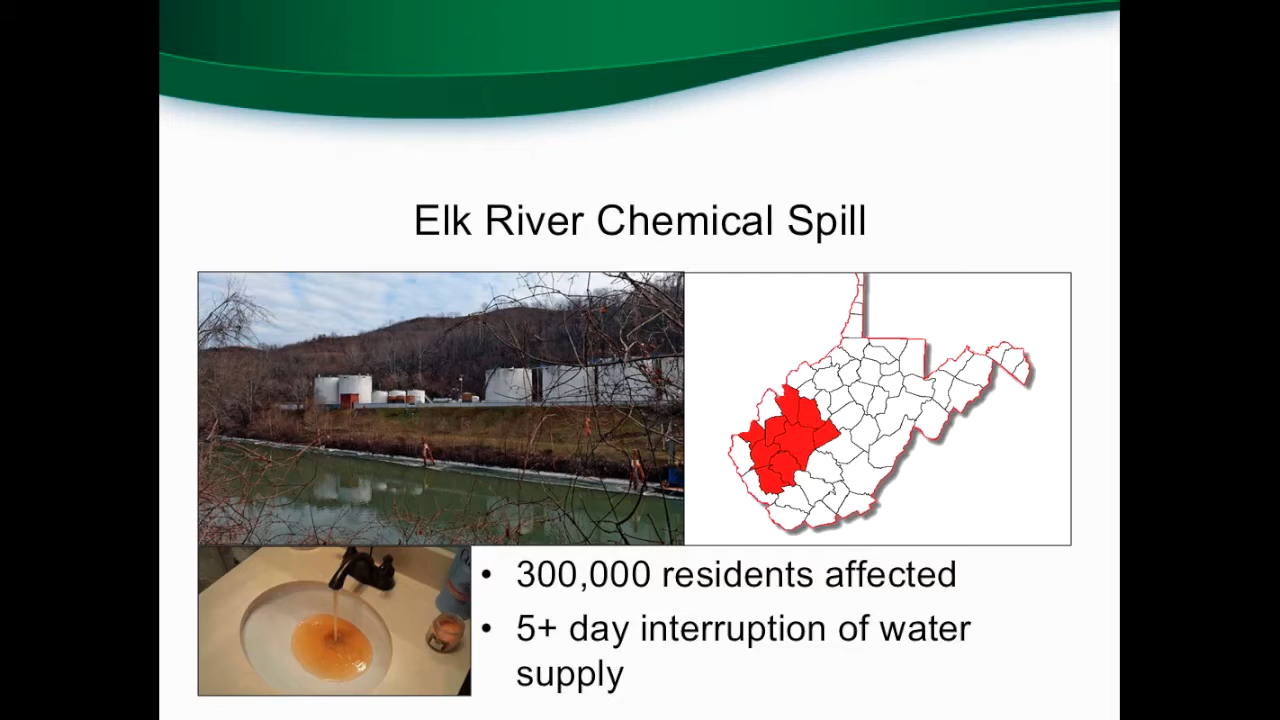 Elk River Chemical Spill
• 300,000 residents affected
• 5+ day interruption of water
supply